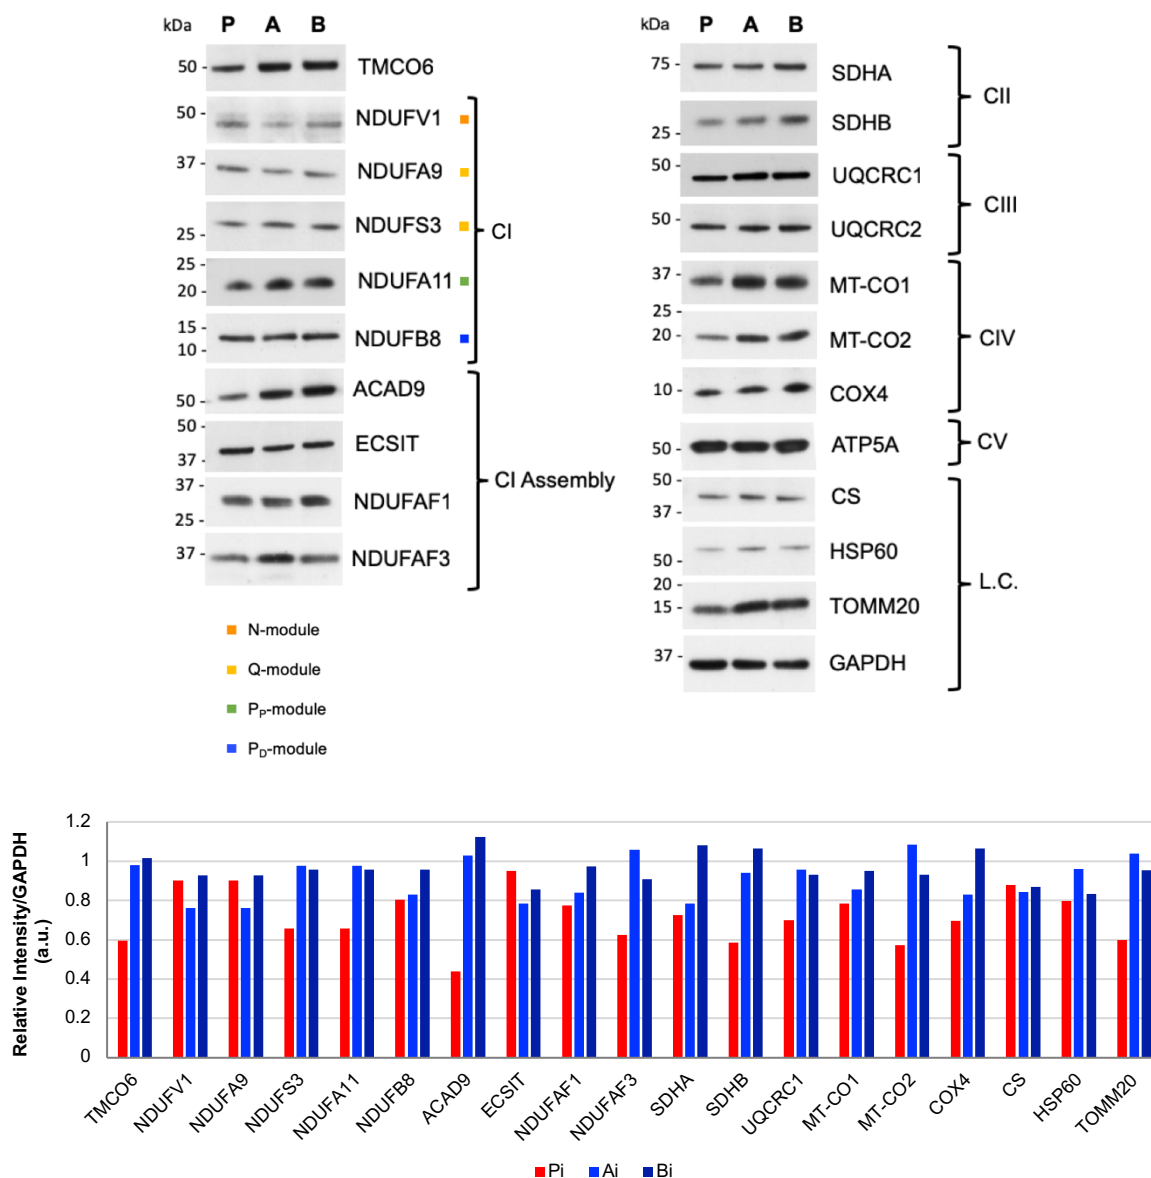 kDa P A B
50 - TMCO6
50 - NDUFV1
37 - NDUFA9
25 - NDUFS3
CI
25 -
20 - NDUFA11
15 -
10 - NDUFB8
50 - ACAD9
50 -
37 - ECSIT
37 -
25 - NDUFAF1
37 - NDUFAF3
CI Assembly
N-module
Q-module
PP-module
PD-module
kDa P A B
75 - SDHA
25 - SDHB
CII
50 - UQCRC1
50 - UQCRC2
CIII
37 - MT-CO1
25 -
20 - MT-CO2
10 - COX4
CIV
50 - ATP5A
CV
50 -
37 - CS
50 - HSP60
20 -
15 - TOMM20
37 - GAPDH
L.C.
Relative Intensity/GAPDH
(a.u.)
1.2
1
0.8
0.6
0.4
0.2
0
TMCO6
NDUFV1
NDUFA9
NDUFS3
NDUFA11
NDUFB8
ACAD9
ECSIT
NDUFAF1
NDUFAF3
SDHA
SDHB
UQCRC1
MT-CO1
MT-CO2
COX4
CS
HSP60
TOMM20
Pi Ai Bi